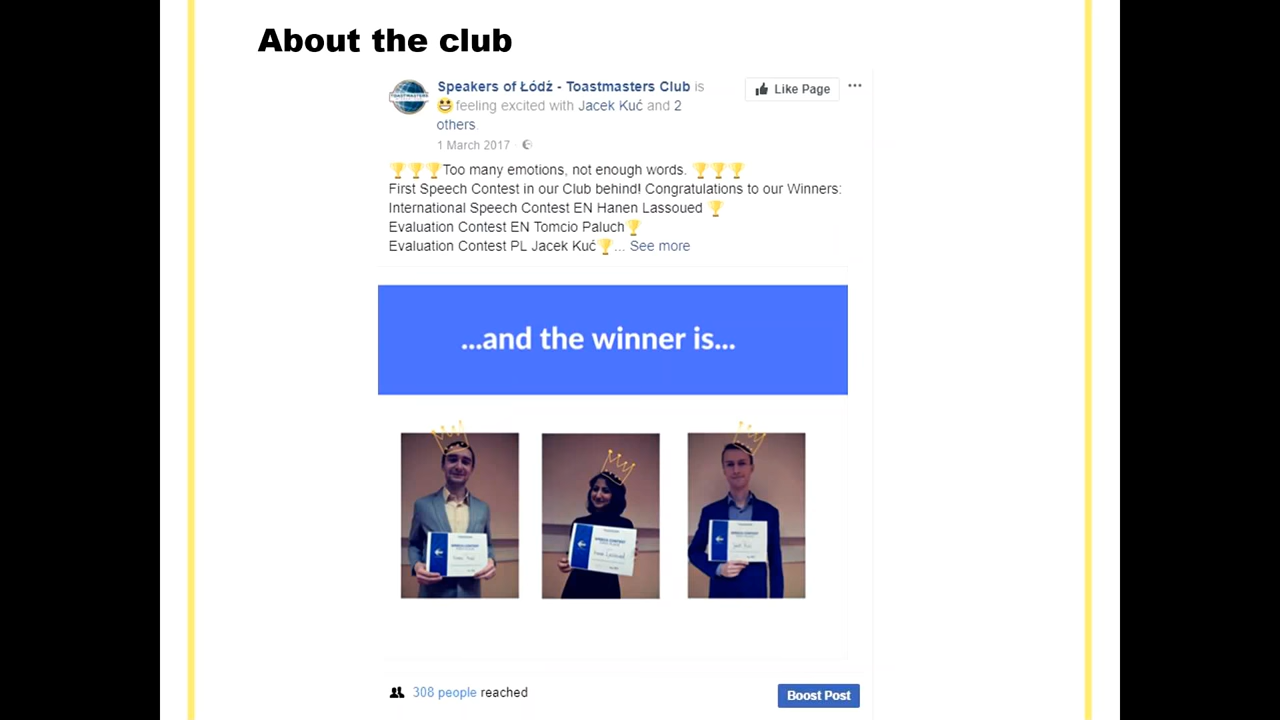 About the club
Speakers of Łódź - Toastmasters Club is
feeling excited with Jacek Kuć and 2
others.
Like Page
1 March 2017
Too many emotions, not enough words.
First Speech Contest in our Club behind! Congratulations to our Winners:
International Speech Contest EN Hanen Lassoued
Evaluation Contest EN Tomcio Paluch
Evaluation Contest PL Jacek Kuć... See more
...and the winner is...
308 people reached
Boost Post